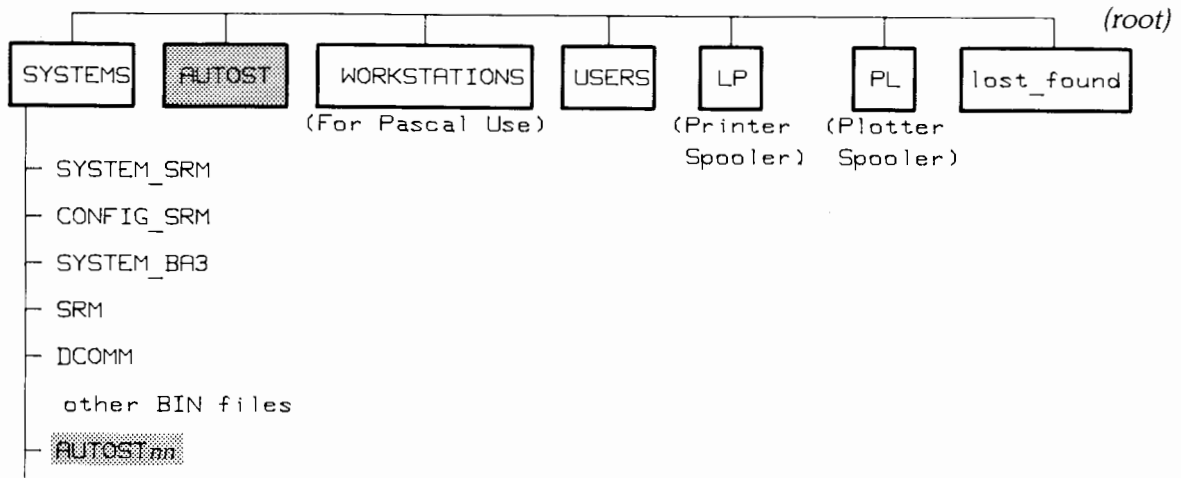 (root)
SYSTEMS AUTOST WORKSTATIONS USERS LP PL lost_found
(For Pascal Use) (Printer Spooler) (Plotter Spooler)
SYSTEM_SRM
CONFIG_SRM
SYSTEM_BA3
SRM
DCOMM
other BIN files
AUTOSTnn